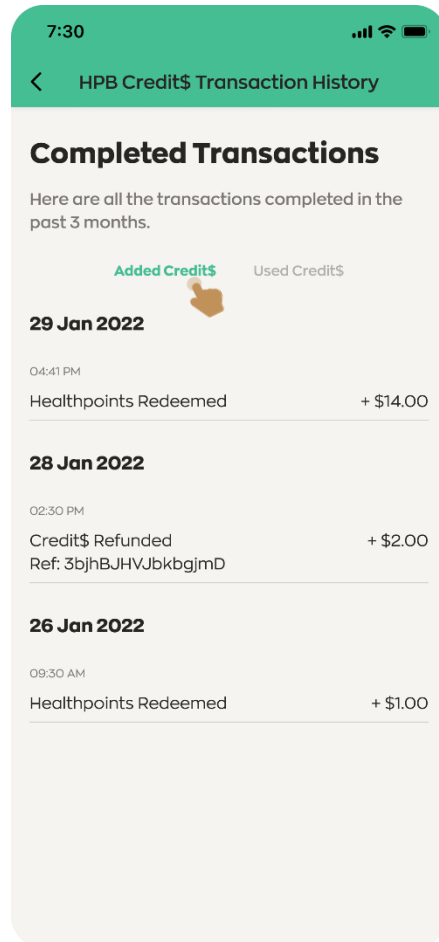 7:30
HPB Credit$ Transaction History
Completed Transactions
Here are all the transactions completed in the
past 3 months.
Added Credit$ Used Credit$
29 Jan 2022
04:41 PM
Healthpoints Redeemed + $14.00
28 Jan 2022
02:30 PM
Credit$ Refunded + $2.00
Ref: 3bjhBJHVJbkbgjmD
26 Jan 2022
09:30 AM
Healthpoints Redeemed + $1.00